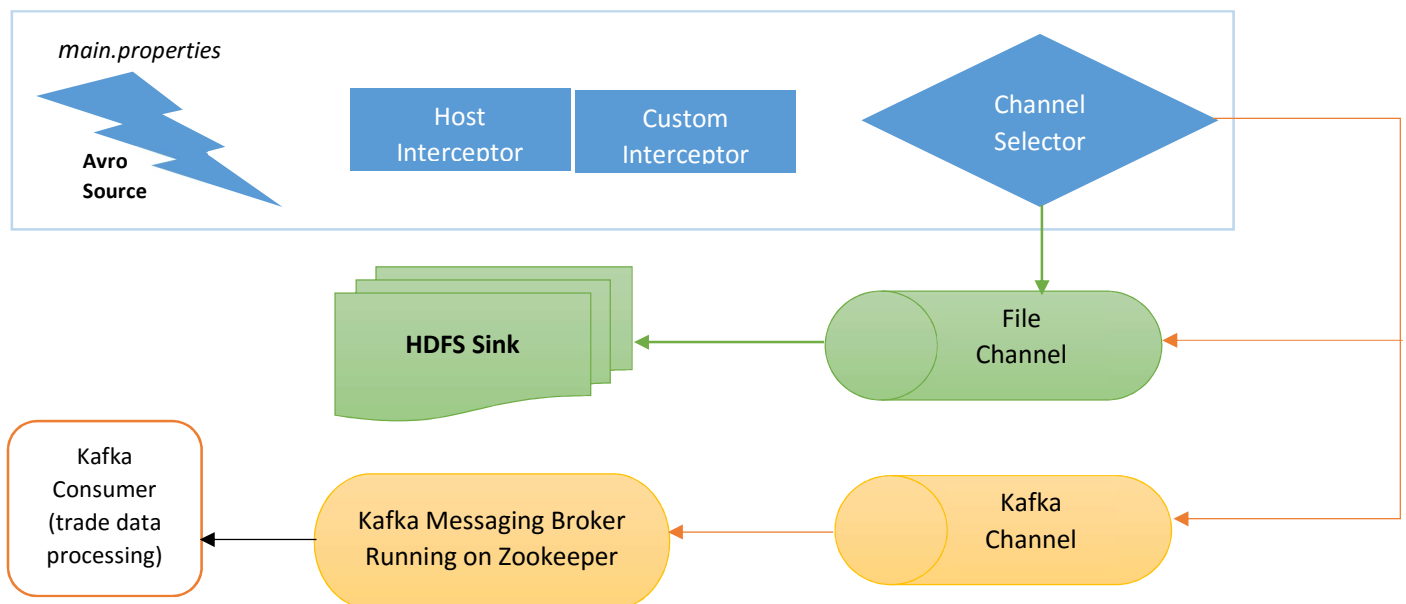 main.properties
Avro
Source
Host
Interceptor
Custom
Interceptor
Channel
Selector
HDFS Sink
File
Channel
Kafka
Consumer
(trade data
processing)
Kafka Messaging Broker
Running on Zookeeper
Kafka
Channel